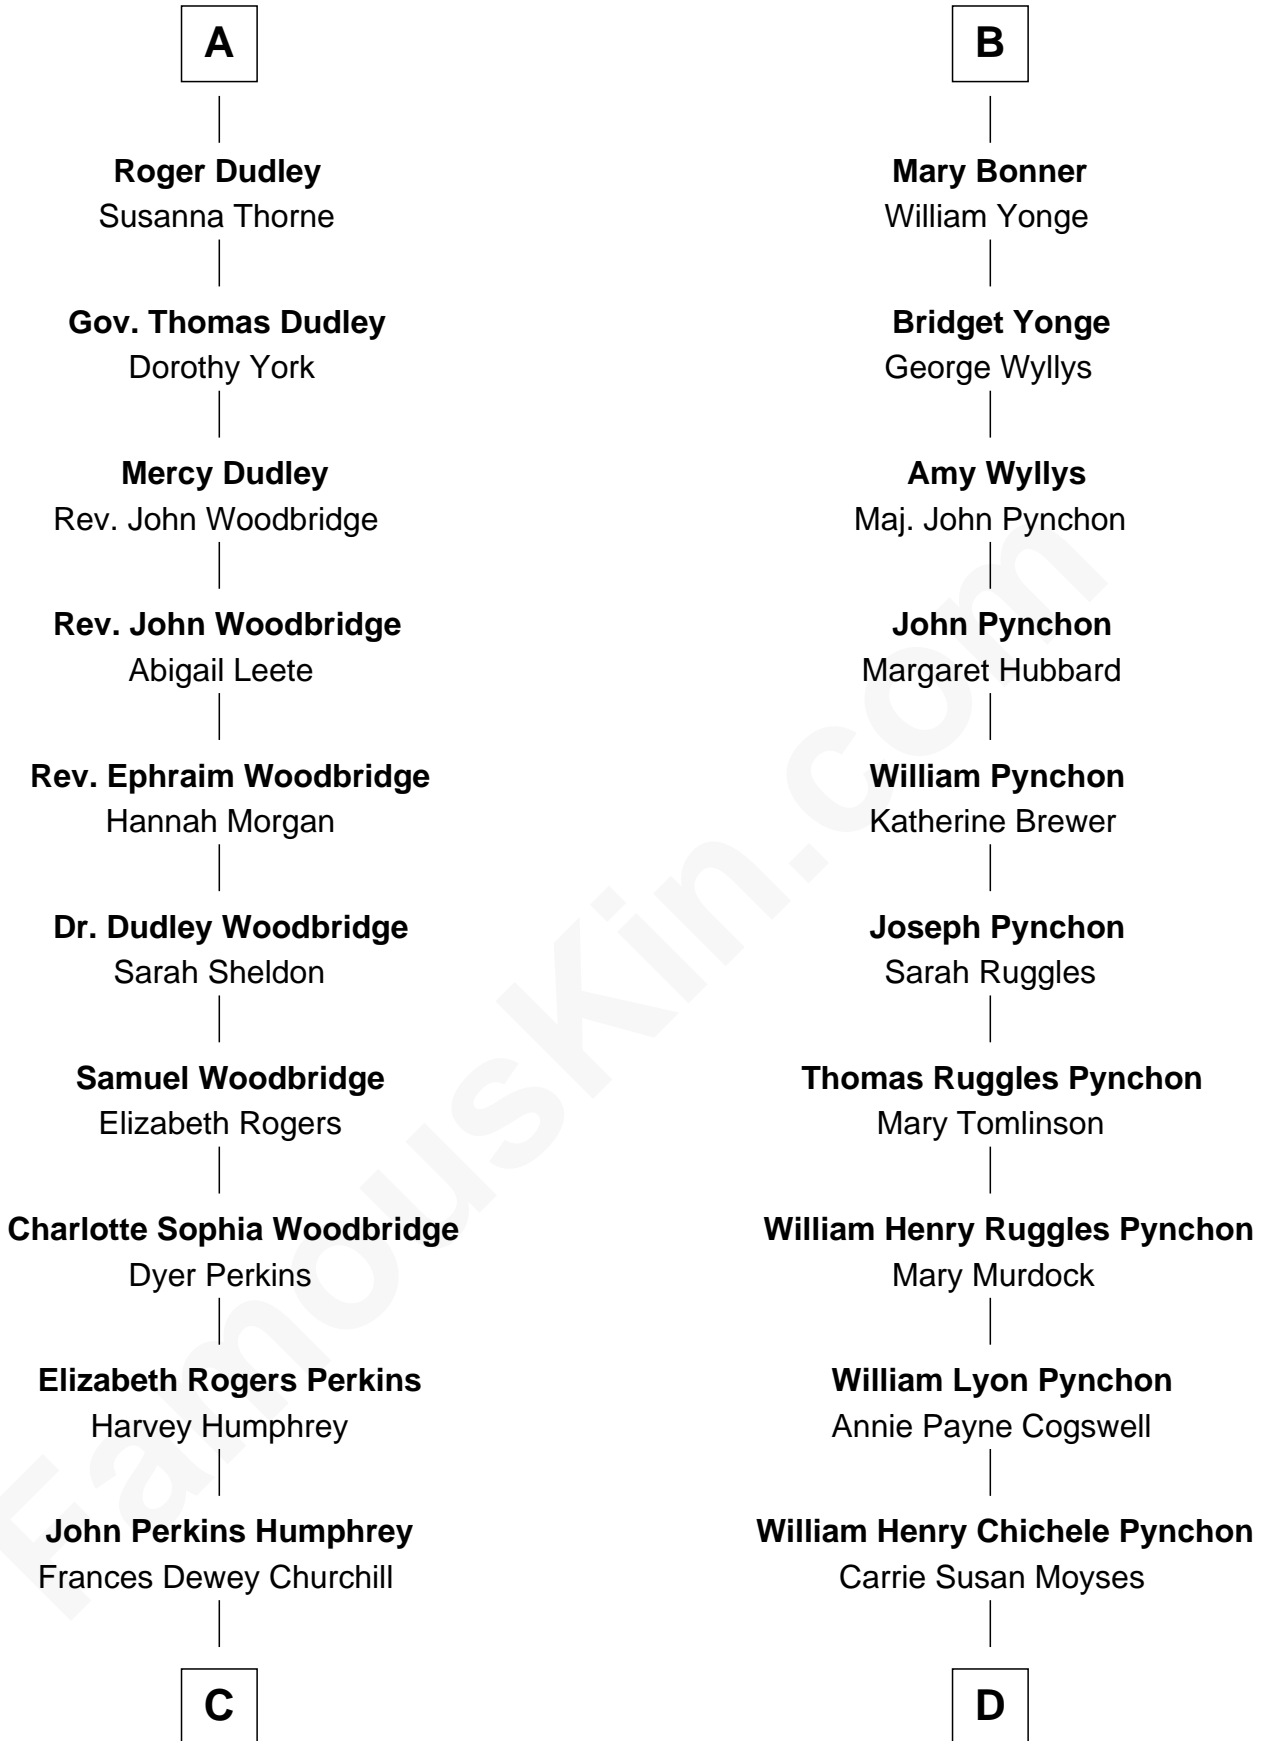 A
Roger Dudley
Susanna Thorne
Gov. Thomas Dudley
Dorothy York
Mercy Dudley
Rev. John Woodbridge
Rev. John Woodbridge
Abigail Leete
Rev. Ephraim Woodbridge
Hannah Morgan
Dr. Dudley Woodbridge
Sarah Sheldon
Samuel Woodbridge
Elizabeth Rogers
Charlotte Sophia Woodbridge
Dyer Perkins
Elizabeth Rogers Perkins
Harvey Humphrey
John Perkins Humphrey
Frances Dewey Churchill
C
B
Mary Bonner
William Yonge
Bridget Yonge
George Wyllys
Amy Wyllys
Maj. John Pynchon
John Pynchon
Margaret Hubbard
William Pynchon
Katherine Brewer
Joseph Pynchon
Sarah Ruggles
Thomas Ruggles Pynchon
Mary Tomlinson
William Henry Ruggles Pynchon
Mary Murdock
William Lyon Pynchon
Annie Payne Cogswell
William Henry Chichele Pynchon
Carrie Susan Moyses
D
FamousKin.com